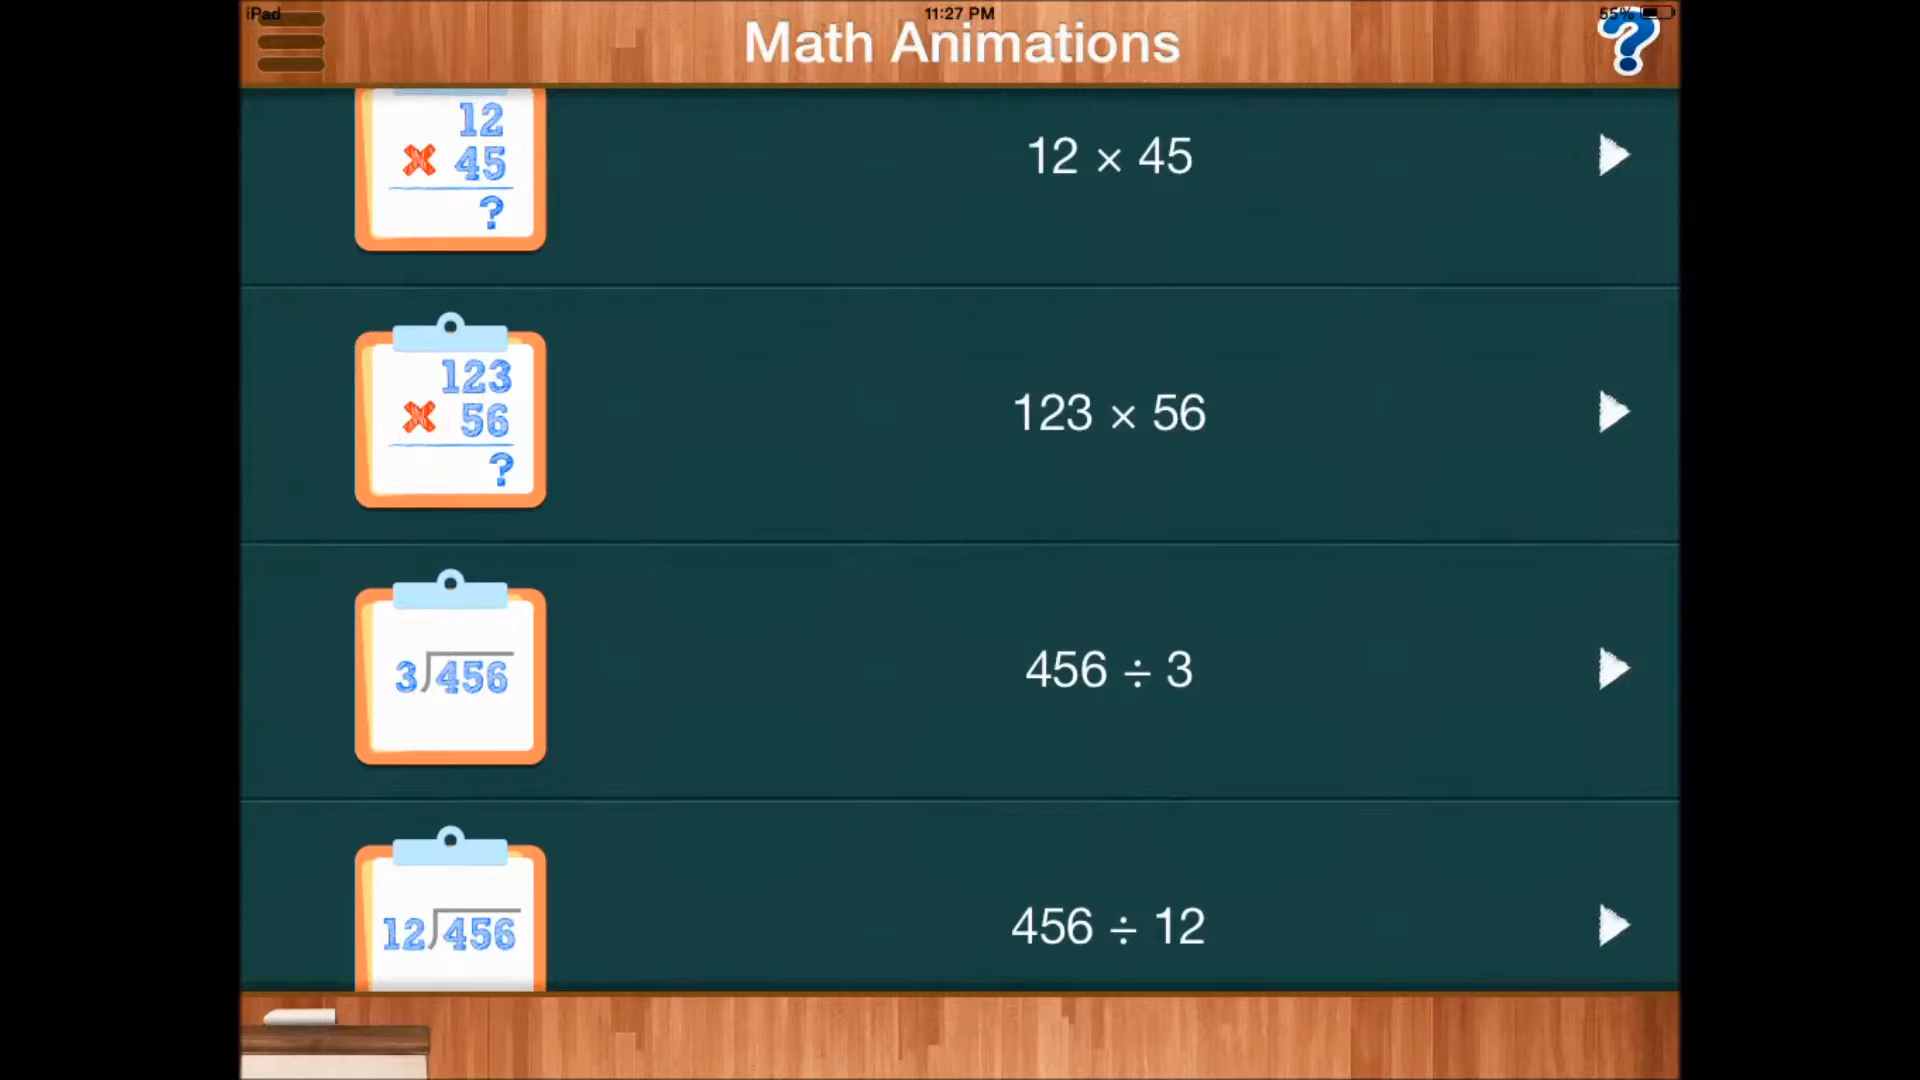 iPad 11:27 PM 55%
Math Animations
?
12
× 45
?
12 × 45
123
× 56
?
123 × 56
3)456
456 ÷ 3
12)456
456 ÷ 12